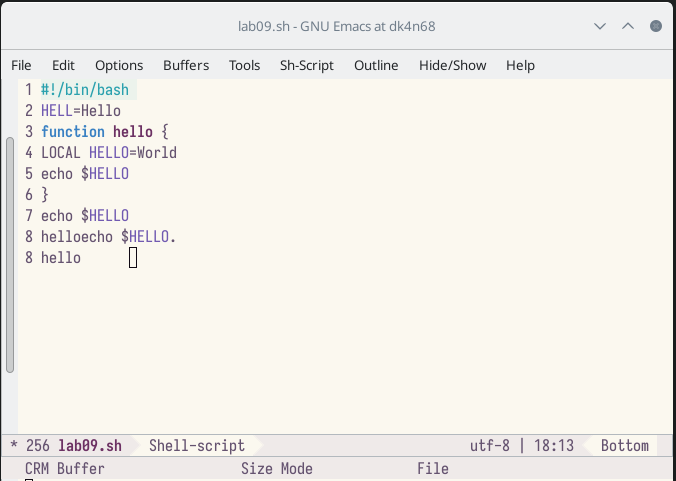 lab09.sh - GNU Emacs at dk4n68
File Edit Options Buffers Tools Sh-Script Outline Hide/Show Help
1 #!/bin/bash
2 HELL=Hello
3 function hello {
4 LOCAL HELLO=World
5 echo $HELLO
6 }
7 echo $HELLO
8 helloecho $HELLO.
8 hello
* 256 lab09.sh Shell-script utf-8 | 18:13 Bottom
CRM Buffer Size Mode File